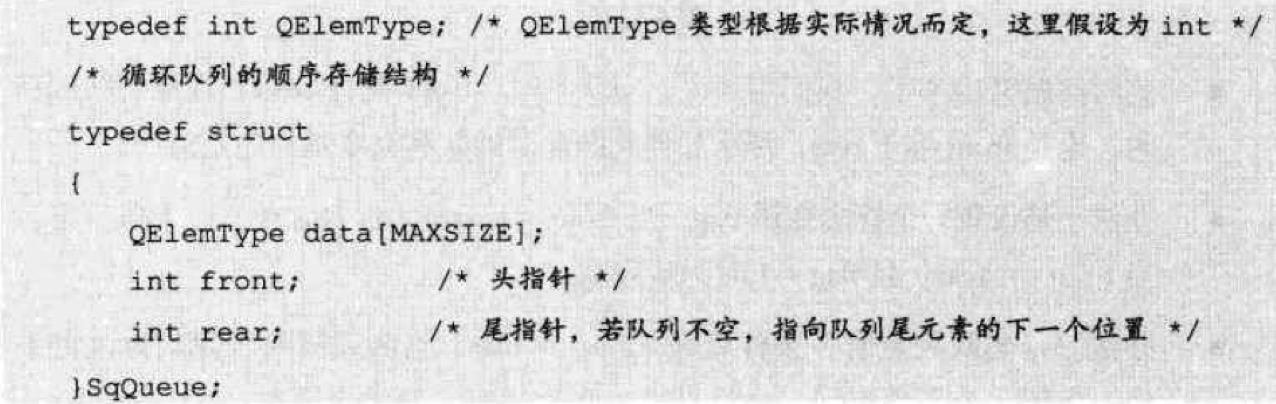 typedef int QElemType; /* QElemType 类型根据实际情况而定，这里假设为 int */
/* 循环队列的顺序存储结构 */
typedef struct
{
QElemType data[MAXSIZE];
int front; /* 头指针 */
int rear; /* 尾指针，若队列不空，指向队列尾元素的下一个位置 */
}SqQueue;